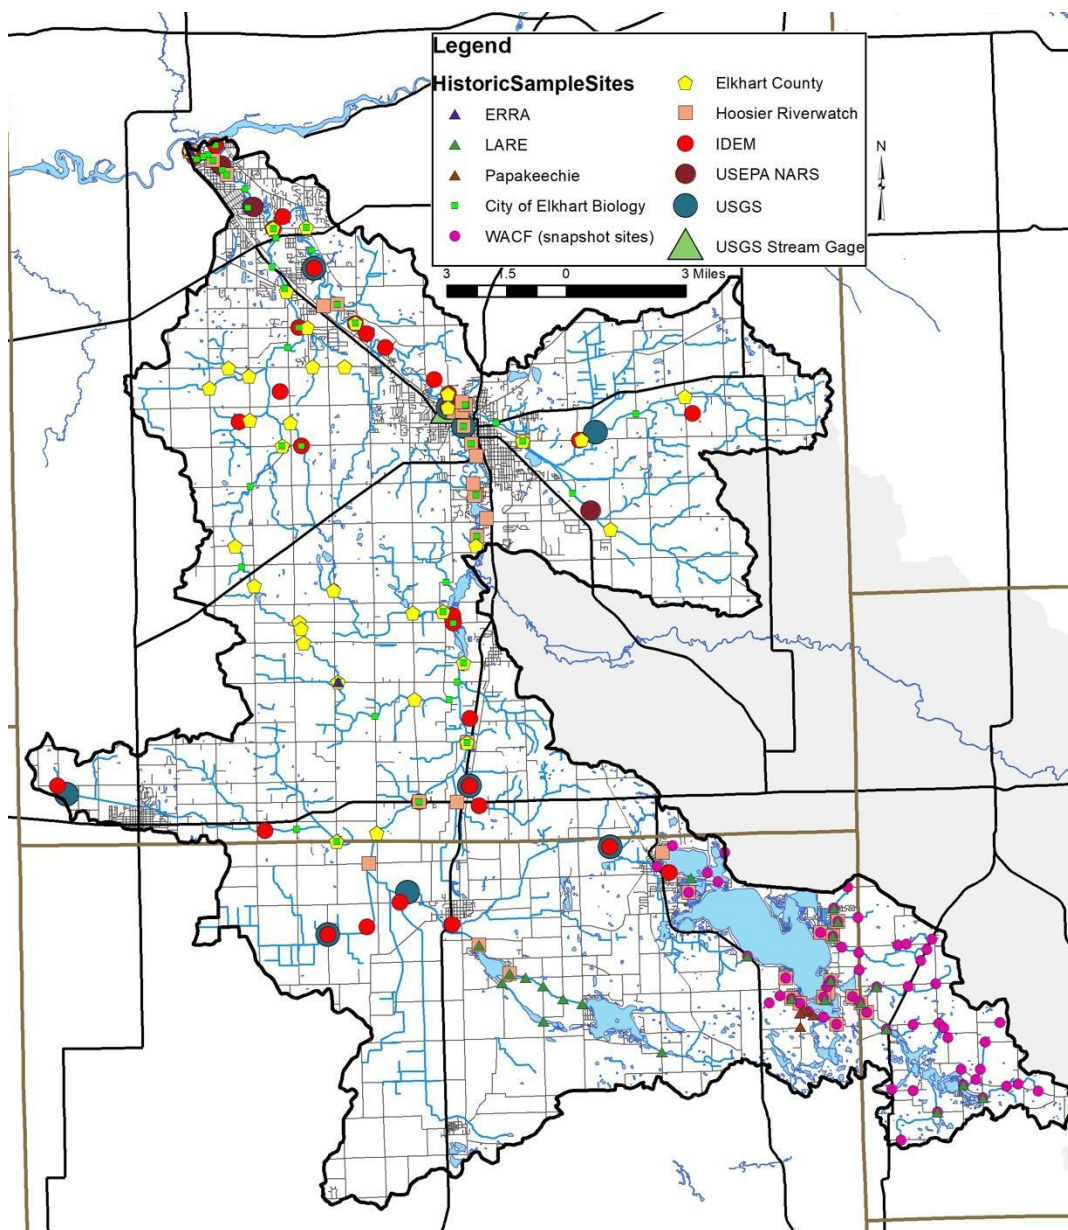 Legend
HistoricSampleSites
ERRA
LARE
Papakeechie
City of Elkhart Biology
WACF (snapshot sites)
Elkhart County
Hoosier Riverwatch
IDEM
USEPA NARS
USGS
USGS Stream Gage
N
3 1.5 0 3 Miles